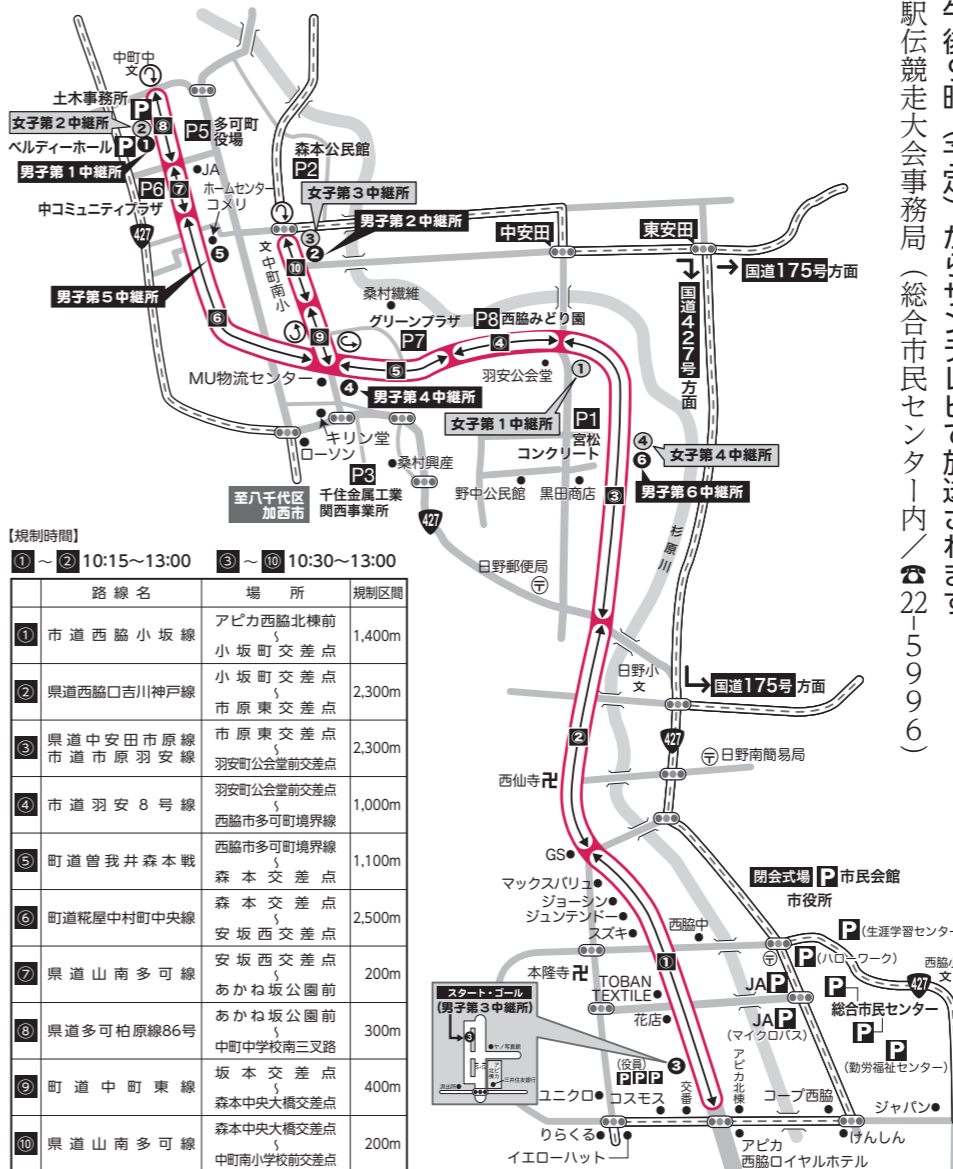 午後9時（予定）からサンテレビで放送されます
駅伝競走大会事務局（総合市民センター内／☎22-5996）
中町中
文
土木事務所
P
女子第2中継所
②
❶
ベルディーホール P
男子第1中継所
⑧
P5 多可町
役場
JA
⑦
P6
中コミュニティプラザ
ホームセンター
コメリ
427
❺
男子第5中継所
⑥
森本公民館
P2
女子第3中継所
③
❷
男子第2中継所
文 中町南小
⑩
⑨
中安田
東安田
国道175号方面
国道427号方面
桑村繊維
グリーンプラザ
P7
P8 西脇みどり園
④
⑤
羽安公会堂
①
女子第1中継所
MU物流センター
❹
男子第4中継所
キリン堂
ローソン
P3
千住金属工業
関西事業所
桑村興産
至八千代区
加西市
427
P1
宮松
コンクリート
野中公民館
黒田商店
③
④
女子第4中継所
❻
男子第6中継所
杉原川
日野郵便局
〒
日野小
文
国道175号方面
427
〒日野南簡易局
②
西仙寺卍
GS
マックスバリュ
ジョーシン
ジュンテンドー
スズキ
西脇中
①
本隆寺卍
TOBAN
TEXTILE
花店
閉会式場 P 市民会館
市役所
P (生涯学習センター
〒
P
(ハローワーク)
427
西脇小
文
JA P
P
総合市民センター
JA P
(マイクロバス)
P
P
(勤労福祉センター)
スタート・ゴール
(男子第3中継所)
❸
❸
(役員)
P P P
ユニクロ
コスモス
交番
アピカ北棟
コープ西脇
ジャパン
りらくる
イエローハット
アピカ
西脇ロイヤルホテル
けんしん
【規制時間】
①～② 10:15～13:00 ③～⑩ 10:30～13:00
路線名 場所 規制区間
① 市道西脇小坂線 アピカ西脇北棟前～小坂町交差点 1,400m
② 県道西脇口吉川神戸線 小坂町交差点～市原東交差点 2,300m
③ 県道中安田市原線 市道市原羽安線 市原東交差点～羽安町公会堂前交差点 2,300m
④ 市道羽安8号線 羽安町公会堂前交差点～西脇市多可町境界線 1,000m
⑤ 町道曽我井森本戦 西脇市多可町境界線～森本交差点 1,100m
⑥ 町道糀屋中村町中央線 森本交差点～安坂西交差点 2,500m
⑦ 県道山南多可線 安坂西交差点～あかね坂公園前 200m
⑧ 県道多可柏原線86号 あかね坂公園前～中町中学校南三叉路 300m
⑨ 町道中町東線 坂本交差点～森本中央大橋交差点 400m
⑩ 県道山南多可線 森本中央大橋交差点～中町南小学校前交差点 200m